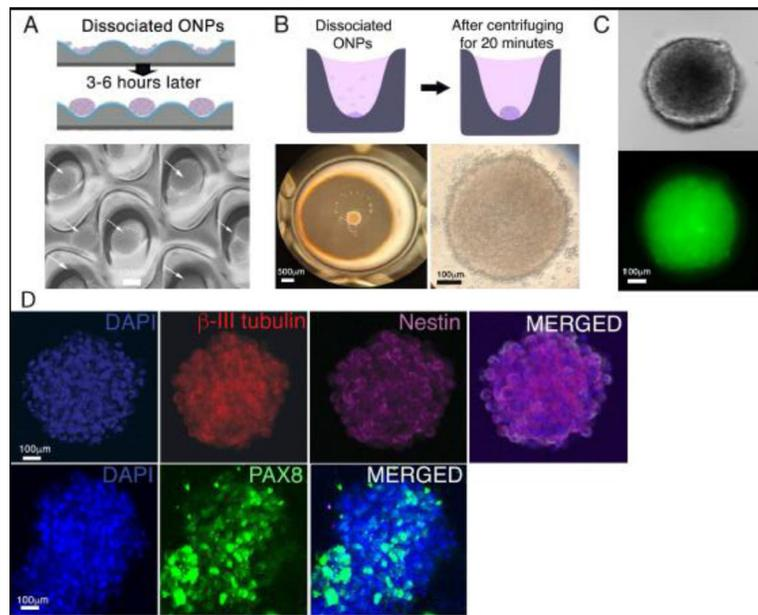 A
Dissociated ONPs
3-6 hours later
B
Dissociated
ONPs
After centrifuging
for 20 minutes
500μm
100μm
C
100μm
D
DAPI
β-III tubulin
Nestin
MERGED
100μm
DAPI
PAX8
MERGED
100μm